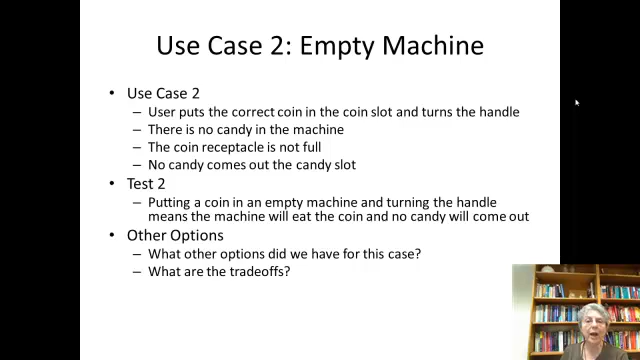 Use Case 2: Empty Machine
• Use Case 2
– User puts the correct coin in the coin slot and turns the handle
– There is no candy in the machine
– The coin receptacle is not full
– No candy comes out the candy slot
• Test 2
– Putting a coin in an empty machine and turning the handle
means the machine will eat the coin and no candy will come out
• Other Options
– What other options did we have for this case?
– What are the tradeoffs?